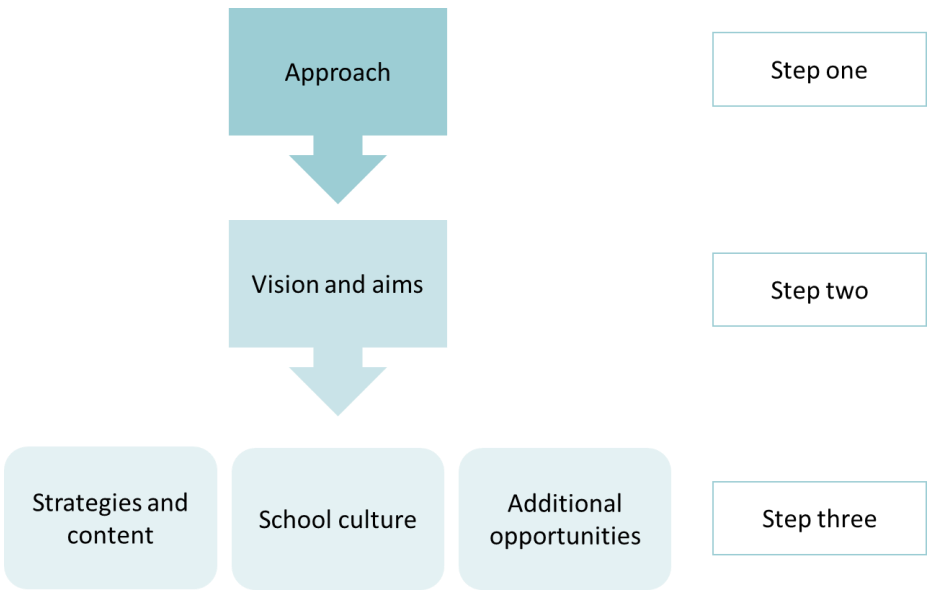 Approach
Step one
Vision and aims
Step two
Strategies and
content
School culture
Additional
opportunities
Step three